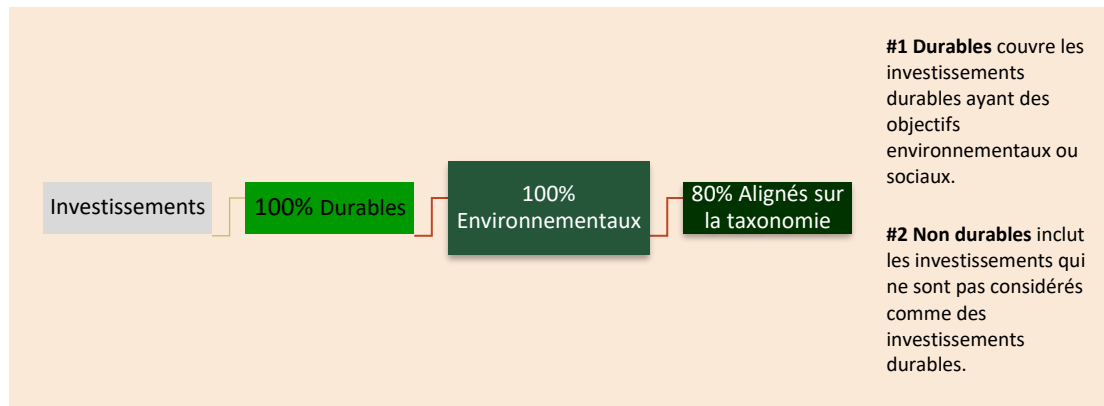 Investissements
100% Durables
100%
Environnementaux
80% Alignés sur
la taxonomie
#1 Durables couvre les
investissements
durables ayant des
objectifs
environnementaux ou
sociaux.
#2 Non durables inclut
les investissements qui
ne sont pas considérés
comme des
investissements
durables.